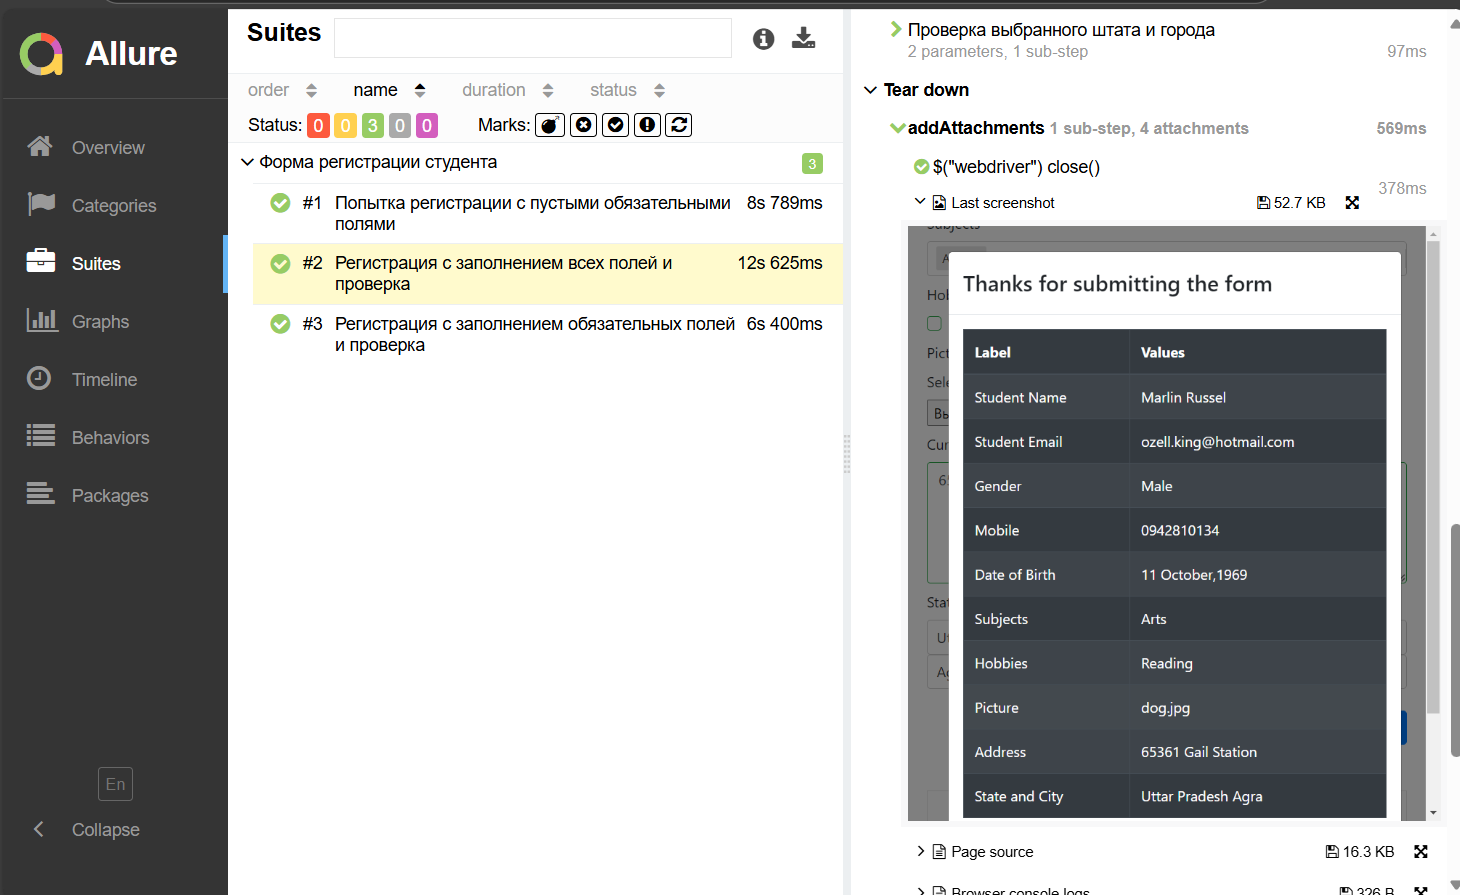 Allure
Overview
Categories
Suites
Graphs
Timeline
Behaviors
Packages
En
Collapse
Suites
order name duration status
Status: 0 0 3 0 0 Marks:
Форма регистрации студента 3
#1 Попытка регистрации с пустыми обязательными полями 8s 789ms
#2 Регистрация с заполнением всех полей и проверка 12s 625ms
#3 Регистрация с заполнением обязательных полей и проверка 6s 400ms
Проверка выбранного штата и города
2 parameters, 1 sub-step 97ms
Tear down
addAttachments 1 sub-step, 4 attachments 569ms
$("webdriver") close()
378ms
Last screenshot 52.7 KB
Subjects
Thanks for submitting the form
Label Values
Student Name Marlin Russel
Student Email ozell.king@hotmail.com
Gender Male
Mobile 0942810134
Date of Birth 11 October,1969
Subjects Arts
Hobbies Reading
Picture dog.jpg
Address 65361 Gail Station
State and City Uttar Pradesh Agra
Page source 16.3 KB
Browser console logs 326 B